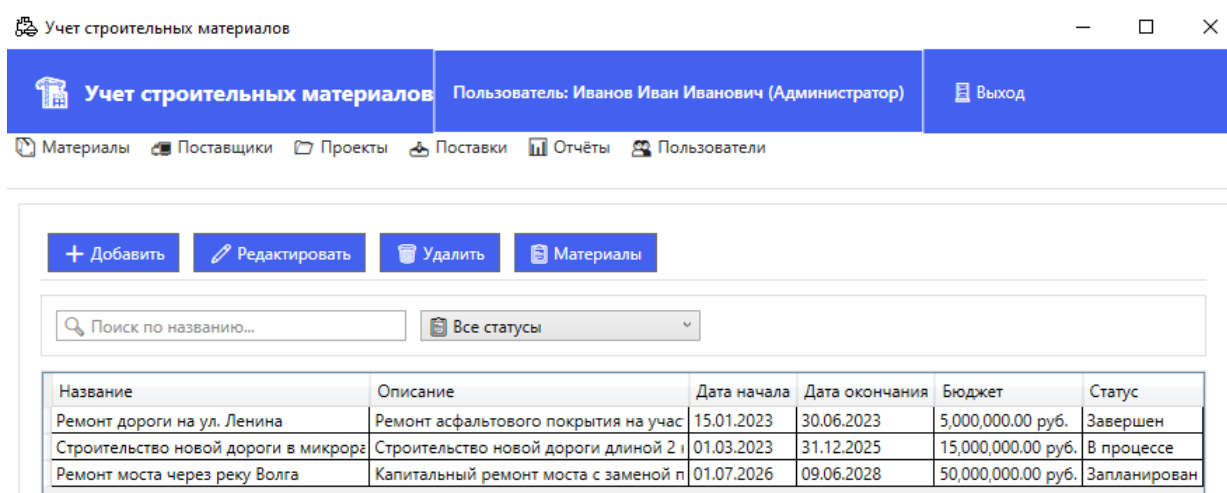 Учет строительных материалов
Учет строительных материалов Пользователь: Иванов Иван Иванович (Администратор) Выход
Материалы Поставщики Проекты Поставки Отчёты Пользователи
Добавить Редактировать Удалить Материалы
Поиск по названию... Все статусы
Название Описание Дата начала Дата окончания Бюджет Статус
Ремонт дороги на ул. Ленина Ремонт асфальтового покрытия на учас 15.01.2023 30.06.2023 5,000,000.00 руб. Завершен
Строительство новой дороги в микрора Строительство новой дороги длиной 2 01.03.2023 31.12.2025 15,000,000.00 руб. В процессе
Ремонт моста через реку Волга Капитальный ремонт моста с заменой п 01.07.2026 09.06.2028 50,000,000.00 руб. Запланирован